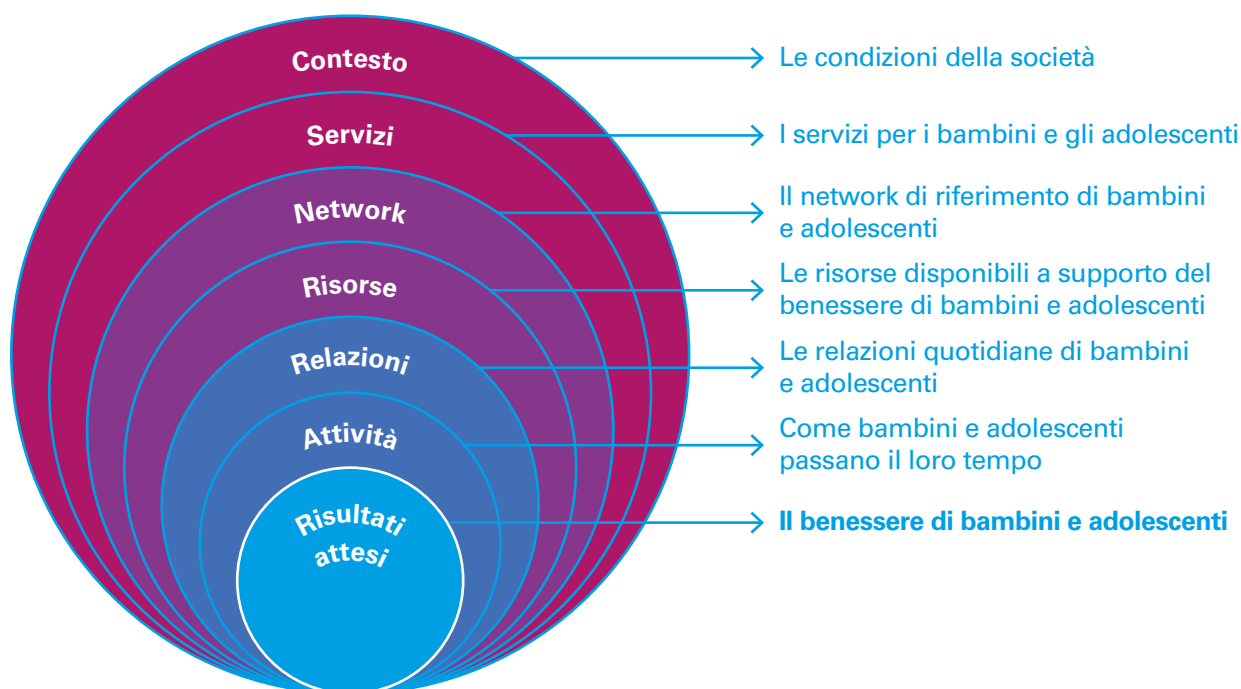 Contesto
Le condizioni della società
Servizi
I servizi per i bambini e gli adolescenti
Network
Il network di riferimento di bambini
e adolescenti
Risorse
Le risorse disponibili a supporto del
benessere di bambini e adolescenti
Relazioni
Le relazioni quotidiane di bambini
e adolescenti
Attività
Come bambini e adolescenti
passano il loro tempo
Risultati
attesi
Il benessere di bambini e adolescenti